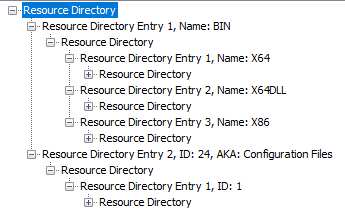 Resource Directory
Resource Directory Entry 1, Name: BIN
Resource Directory
Resource Directory Entry 1, Name: X64
Resource Directory
Resource Directory Entry 2, Name: X64DLL
Resource Directory
Resource Directory Entry 3, Name: X86
Resource Directory
Resource Directory Entry 2, ID: 24, AKA: Configuration Files
Resource Directory
Resource Directory Entry 1, ID: 1
Resource Directory